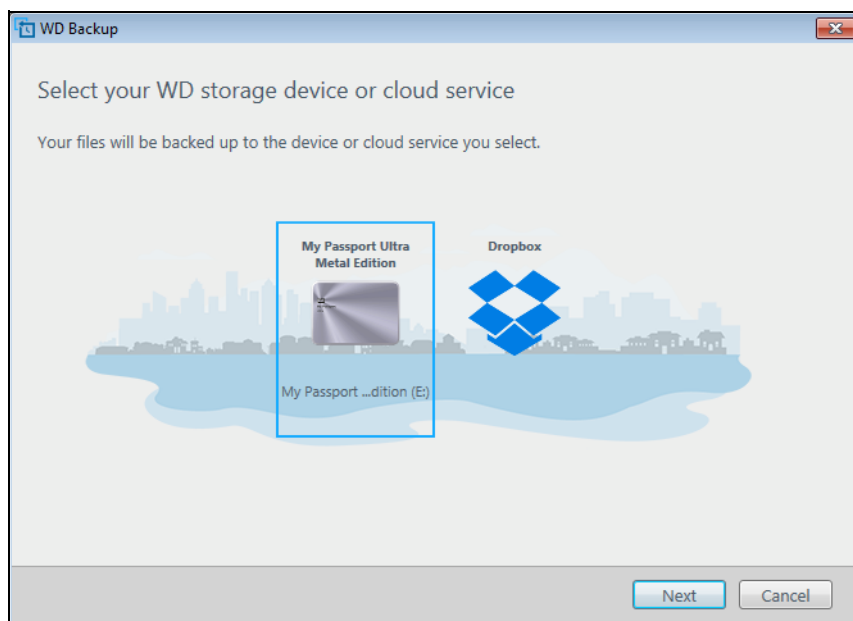 WD Backup
Select your WD storage device or cloud service
Your files will be backed up to the device or cloud service you select.
My Passport Ultra
Metal Edition
Dropbox
My Passport ...dition (E:)
Next
Cancel